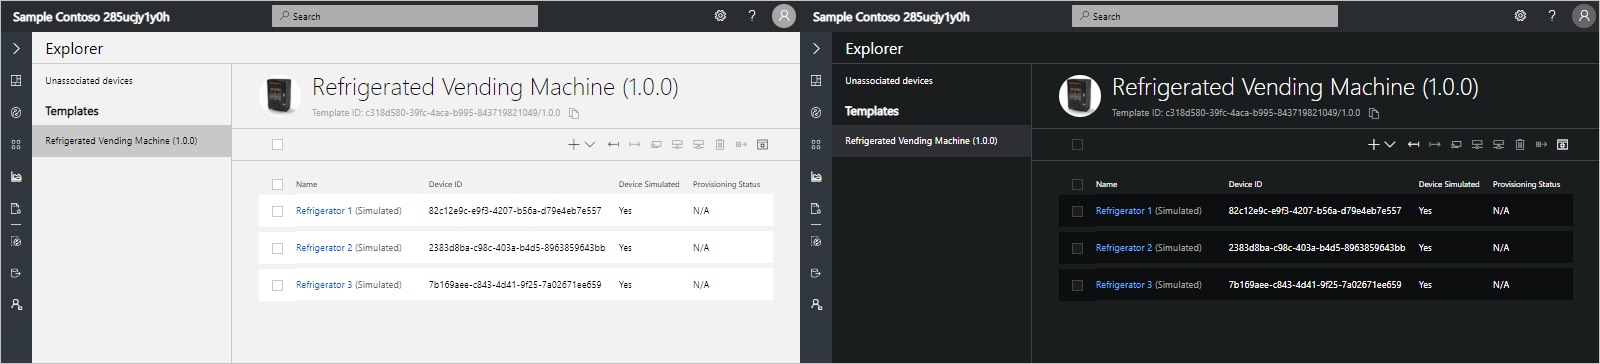 Sample Contoso 285ucjy1y0h
Search
?
Explorer
Unassociated devices
Templates
Refrigerated Vending Machine (1.0.0)
Refrigerated Vending Machine (1.0.0)
Template ID: c318d580-39fc-4aca-b995-843719821049/1.0.0
Name Device ID Device Simulated Provisioning Status
Refrigerator 1 (Simulated) 82c12e9c-e9f3-4207-b56a-d79e4eb7e557 Yes N/A
Refrigerator 2 (Simulated) 2383d8ba-c98c-403a-b4d5-8963859643bb Yes N/A
Refrigerator 3 (Simulated) 7b169aee-c843-4d41-9f25-7a02671ee659 Yes N/A
Sample Contoso 285ucjy1y0h
Search
?
Explorer
Unassociated devices
Templates
Refrigerated Vending Machine (1.0.0)
Refrigerated Vending Machine (1.0.0)
Template ID: c318d580-39fc-4aca-b995-843719821049/1.0.0
Name Device ID Device Simulated Provisioning Status
Refrigerator 1 (Simulated) 82c12e9c-e9f3-4207-b56a-d79e4eb7e557 Yes N/A
Refrigerator 2 (Simulated) 2383d8ba-c98c-403a-b4d5-8963859643bb Yes N/A
Refrigerator 3 (Simulated) 7b169aee-c843-4d41-9f25-7a02671ee659 Yes N/A